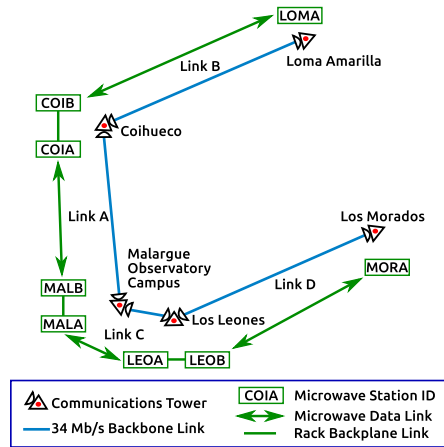 LOMA
Link B
Loma Amarilla
COIB
Coihueco
COIA
Link A
Los Morados
Malargue
Observatory
Campus
MORA
Link D
MALB
MALA
Link C
Los Leones
LEOA
LEOB
Communications Tower
34 Mb/s Backbone Link
COIA
Microwave Station ID
Microwave Data Link
Rack Backplane Link